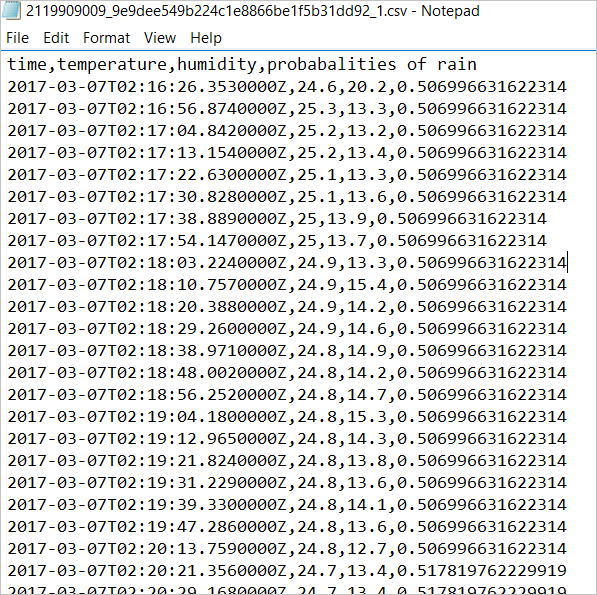 2119909009_9e9dee549b224c1e8866be1f5b31dd92_1.csv - Notepad
File Edit Format View Help
time,temperature,humidity,probabalities of rain
2017-03-07T02:16:26.3530000Z,24.6,20.2,0.506996631622314
2017-03-07T02:16:56.8740000Z,25.3,13.3,0.506996631622314
2017-03-07T02:17:04.8420000Z,25.2,13.2,0.506996631622314
2017-03-07T02:17:13.1540000Z,25.2,13.4,0.506996631622314
2017-03-07T02:17:22.6300000Z,25.1,13.3,0.506996631622314
2017-03-07T02:17:30.8280000Z,25.1,13.6,0.506996631622314
2017-03-07T02:17:38.8890000Z,25,13.9,0.506996631622314
2017-03-07T02:17:54.1470000Z,25,13.7,0.506996631622314
2017-03-07T02:18:03.2240000Z,24.9,13.3,0.506996631622314
2017-03-07T02:18:10.7570000Z,24.9,15.4,0.506996631622314
2017-03-07T02:18:20.3880000Z,24.9,14.2,0.506996631622314
2017-03-07T02:18:29.2600000Z,24.9,14.6,0.506996631622314
2017-03-07T02:18:38.9710000Z,24.8,14.9,0.506996631622314
2017-03-07T02:18:48.0020000Z,24.8,14.2,0.506996631622314
2017-03-07T02:18:56.2520000Z,24.8,14.7,0.506996631622314
2017-03-07T02:19:04.1800000Z,24.8,15.3,0.506996631622314
2017-03-07T02:19:12.9650000Z,24.8,14.3,0.506996631622314
2017-03-07T02:19:21.8240000Z,24.8,13.8,0.506996631622314
2017-03-07T02:19:31.2290000Z,24.8,13.6,0.506996631622314
2017-03-07T02:19:39.3300000Z,24.8,14.1,0.506996631622314
2017-03-07T02:19:47.2860000Z,24.8,13.6,0.506996631622314
2017-03-07T02:20:13.7590000Z,24.8,12.7,0.506996631622314
2017-03-07T02:20:21.3560000Z,24.7,13.4,0.517819762229919
2017-03-07T02:20:29.1680000Z,24.7,13.4,0.517819762229919